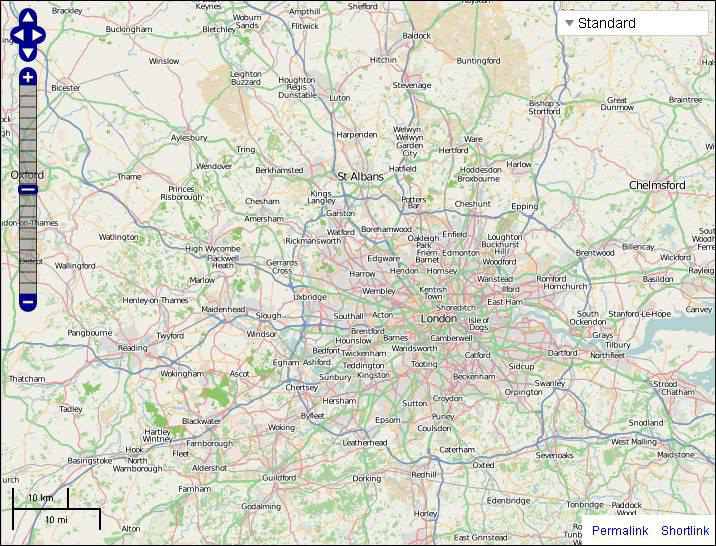 Brackley
Keynes
Ampthill
Royston
Buckingham
Woburn
Sands
Flitwick
Bletchley
Baldock
Standard
Winslow
Hitchin
Buntingford
Leighton
Buzzard
Houghton
Regis
Dunstable
Stevenage
Bicester
Luton
Bishop's
Stortford
Great
Dunmow
Braintree
Aylesbury
Harpenden
Welwyn
Welwyn
Garden
City
Ware
Tring
Hertford
Wendover
Berkhamsted
Hatfield
Hoddesdon
Broxbourne
Harlow
Oxford
Thame
St Albans
Chelmsford
Princes
Risborough
Kings
Langley
Potters
Bar
Chesham
Cheshunt
Epping
Amersham
Garston
Watford
Borehamwood
don-on-Thames
Watlington
Rickmansworth
Oakleigh
Park
Friern
Barnet
Enfield
Loughton
Buckhurst
Hill
High Wycombe
Flackwell
Heath
Edgware
Edmonton
Woodford
Brentwood
Billericay
Wickford
Didcot
Wallingford
Gerrards
Cross
Harrow
Hendon
Hornsey
Wanstead
Ilford
Romford
Hornchurch
Basildon
Rayleigh
Marlow
Wembley
Kentish
Town
Henley-on-Thames
Uxbridge
Shoreditch
East Ham
Maidenhead
Slough
Southall
Acton
London
Isle of
Dogs
South
Ockendon
Stanford-Le-Hope
Canvey
Pangbourne
Twyford
Windsor
Brentford
Hounslow
Barnes
Camberwell
Grays
Tilbury
Reading
Bedfont
Twickenham
Wandsworth
Catford
Dartford
Northfleet
Egham
Ashford
Teddington
Tooting
Sidcup
Thatcham
Wokingham
Ascot
Sunbury
Kingston
Beckenham
Swanley
Strood
Chatham
Chertsey
Orpington
Tadley
Hersham
Sutton
Croydon
Byfleet
Purley
Blackwater
Woking
Epsom
Coulsdon
Snodland
Hartley
Wintney
Farnborough
Leatherhead
West Malling
Hook
Fleet
Caterham
Sevenoaks
Maidstone
Basingstoke
North
Warnborough
Aldershot
Oxted
Guildford
Dorking
Redhill
Farnham
10 km
10 mi
Godalming
Horley
Edenbridge
Paddock
Wood
Tonbridge
Alton
East Grinstead
Permalink
Shortlink